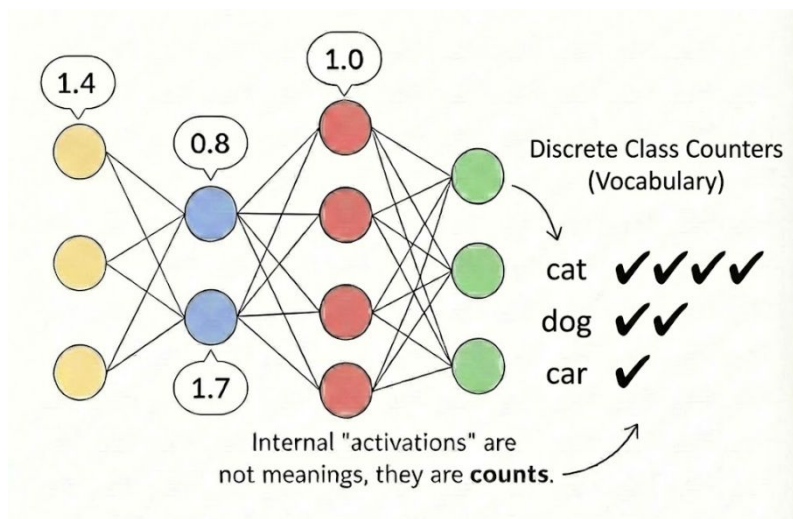 1.4
0.8
1.0
1.7
Discrete Class Counters
(Vocabulary)
cat ✔✔✔✔
dog ✔✔
car ✔
Internal "activations" are
not meanings, they are counts.